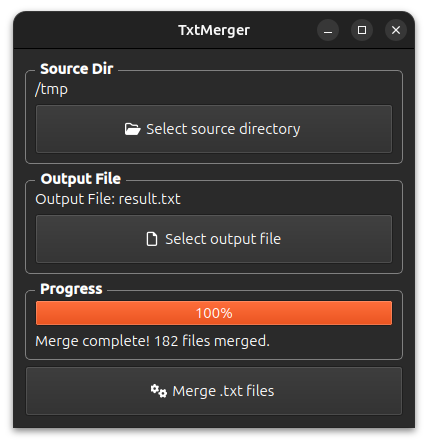 TxtMerger
Source Dir
/tmp
Select source directory
Output File
Output File: result.txt
Select output file
Progress
100%
Merge complete! 182 files merged.
Merge .txt files